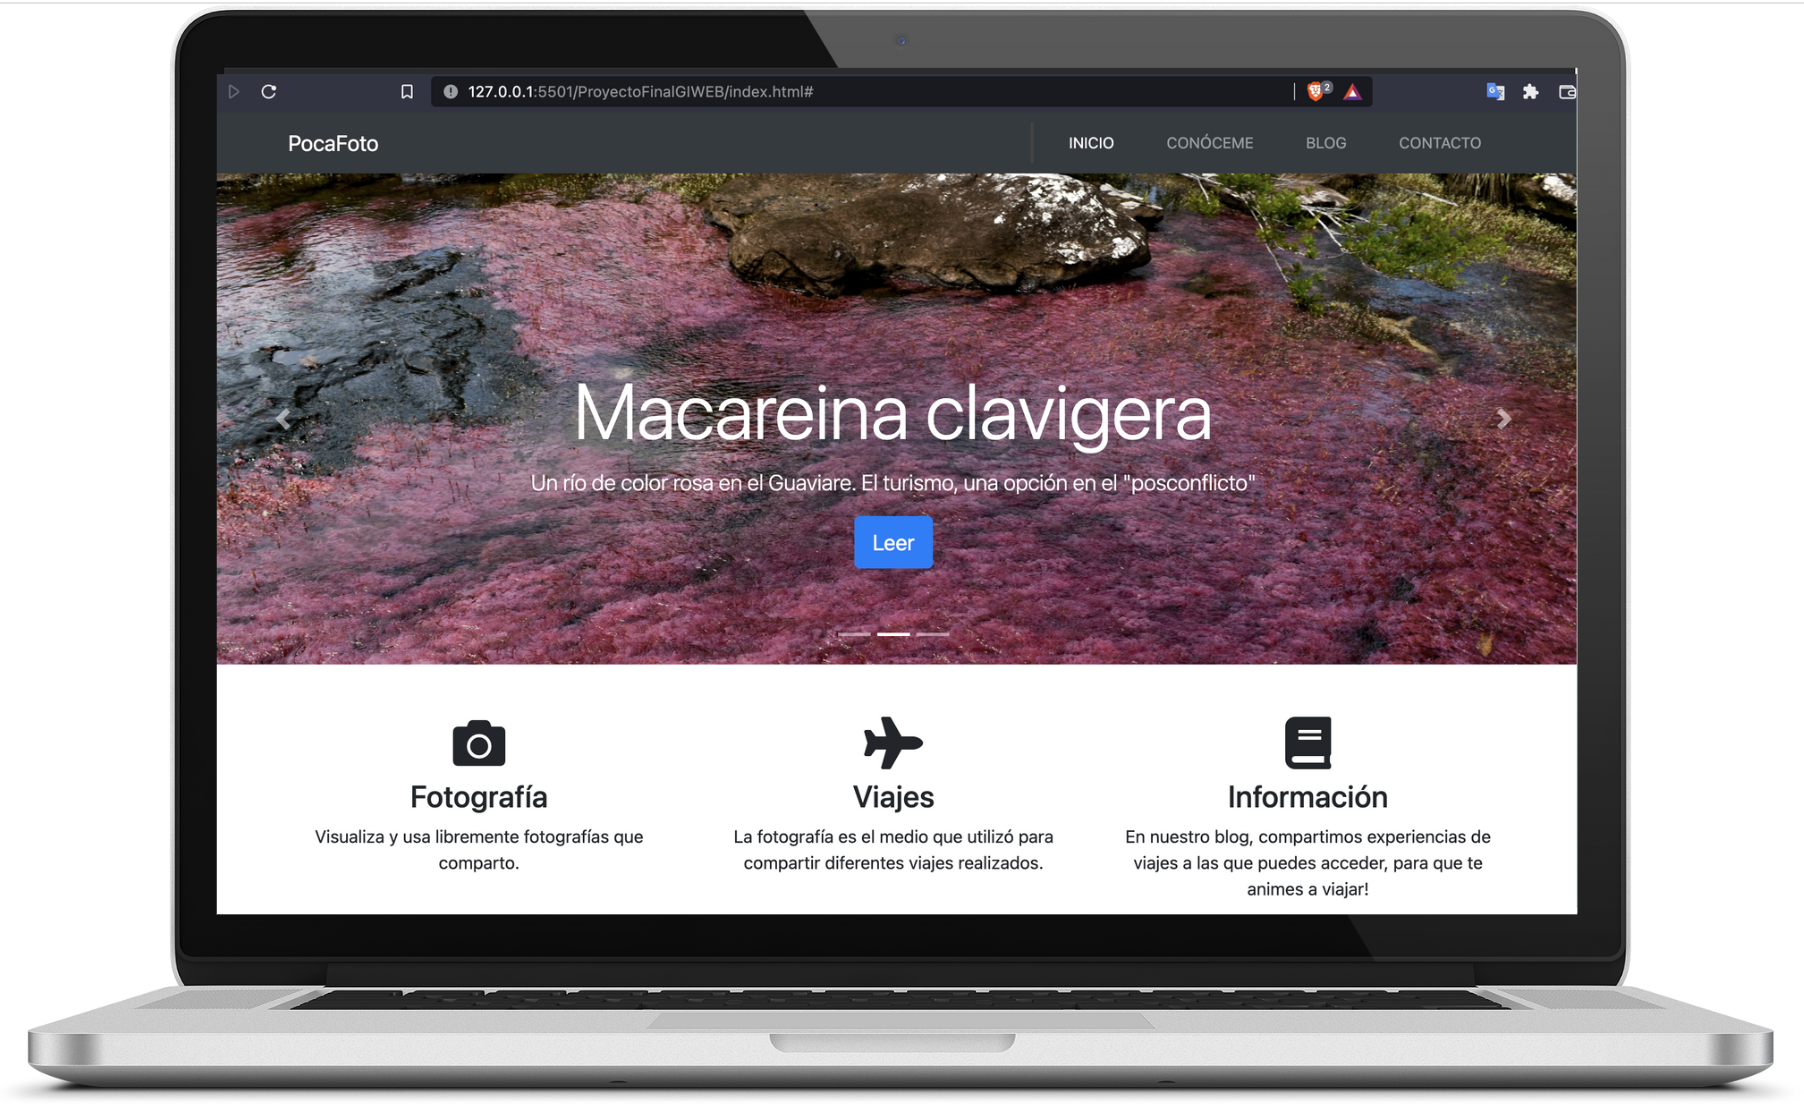 127.0.0.1:5501/ProyectoFinalGIWEB/index.html#
2
PocaFoto
INICIO
CONÓCEME
BLOG
CONTACTO
Macareina clavigera
Un río de color rosa en el Guaviare. El turismo, una opción en el "posconflicto"
Leer
Fotografía
Visualiza y usa libremente fotografías que
comparto.
Viajes
La fotografía es el medio que utilizó para
compartir diferentes viajes realizados.
Información
En nuestro blog, compartimos experiencias de
viajes a las que puedes acceder, para que te
animes a viajar!